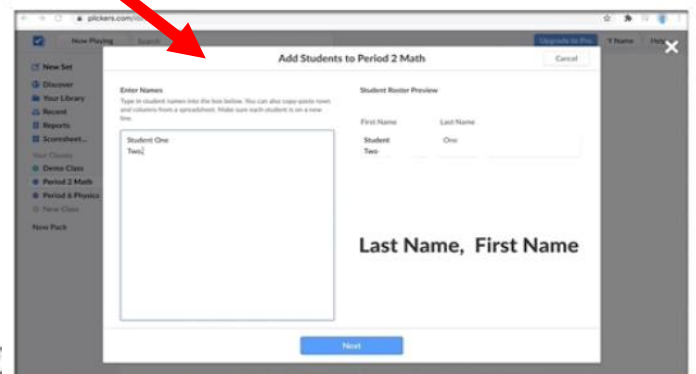 plickers.com/lib
Now Playing
Search
Upgrade to Pro
T Name
Help
Add Students to Period 2 Math
Cancel
New Set
Discover
Your Library
Recent
Reports
Scoresheet...
Your Classes
Demo Class
Period 2 Math
Period 6 Physics
New Class
New Pack
Enter Names
Type in student names into the box below. You can also copy-paste rows
and columns from a spreadsheet. Make sure each student is on a new
line.
Student One
Two,
Student Roster Preview
First Name Last Name
Student One
Two
Last Name, First Name
Next